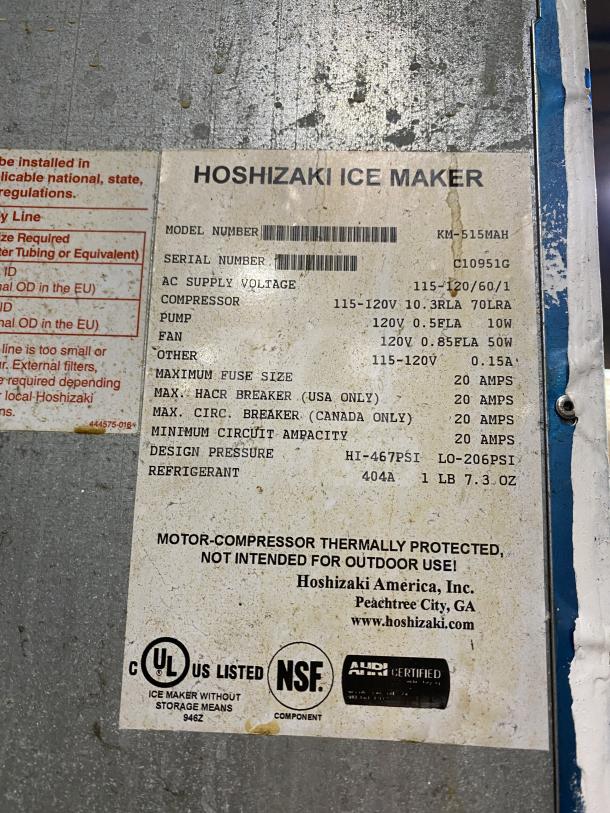 be installed in
licable national, state,
regulations.
y Line
ze Required
ter Tubing or Equivalent)
ID
nal OD in the EU)
ID
nal OD in the EU)
line is too small or
r. External filters,
e required depending
r local Hoshizaki
ns.
444575-016
HOSHIZAKI ICE MAKER
MODEL NUMBER KM-515MAH
SERIAL NUMBER C10951G
AC SUPPLY VOLTAGE 115-120/60/1
COMPRESSOR 115-120V 10.3RLA 70LRA
PUMP 120V 0.5FLA 10W
FAN 120V 0.85FLA 50W
OTHER 115-120V 0.15A
MAXIMUM FUSE SIZE 20 AMPS
MAX. HACR BREAKER (USA ONLY) 20 AMPS
MAX. CIRC. BREAKER (CANADA ONLY) 20 AMPS
MINIMUM CIRCUIT AMPACITY 20 AMPS
DESIGN PRESSURE HI-467PSI LO-206PSI
REFRIGERANT 404A 1 LB 7.3 OZ
MOTOR-COMPRESSOR THERMALLY PROTECTED,
NOT INTENDED FOR OUTDOOR USE!
Hoshizaki America, Inc.
Peachtree City, GA
www.hoshizaki.com
C UL US LISTED
ICE MAKER WITHOUT
STORAGE MEANS
946Z
NSF.
COMPONENT
AHRI CERTIFIED